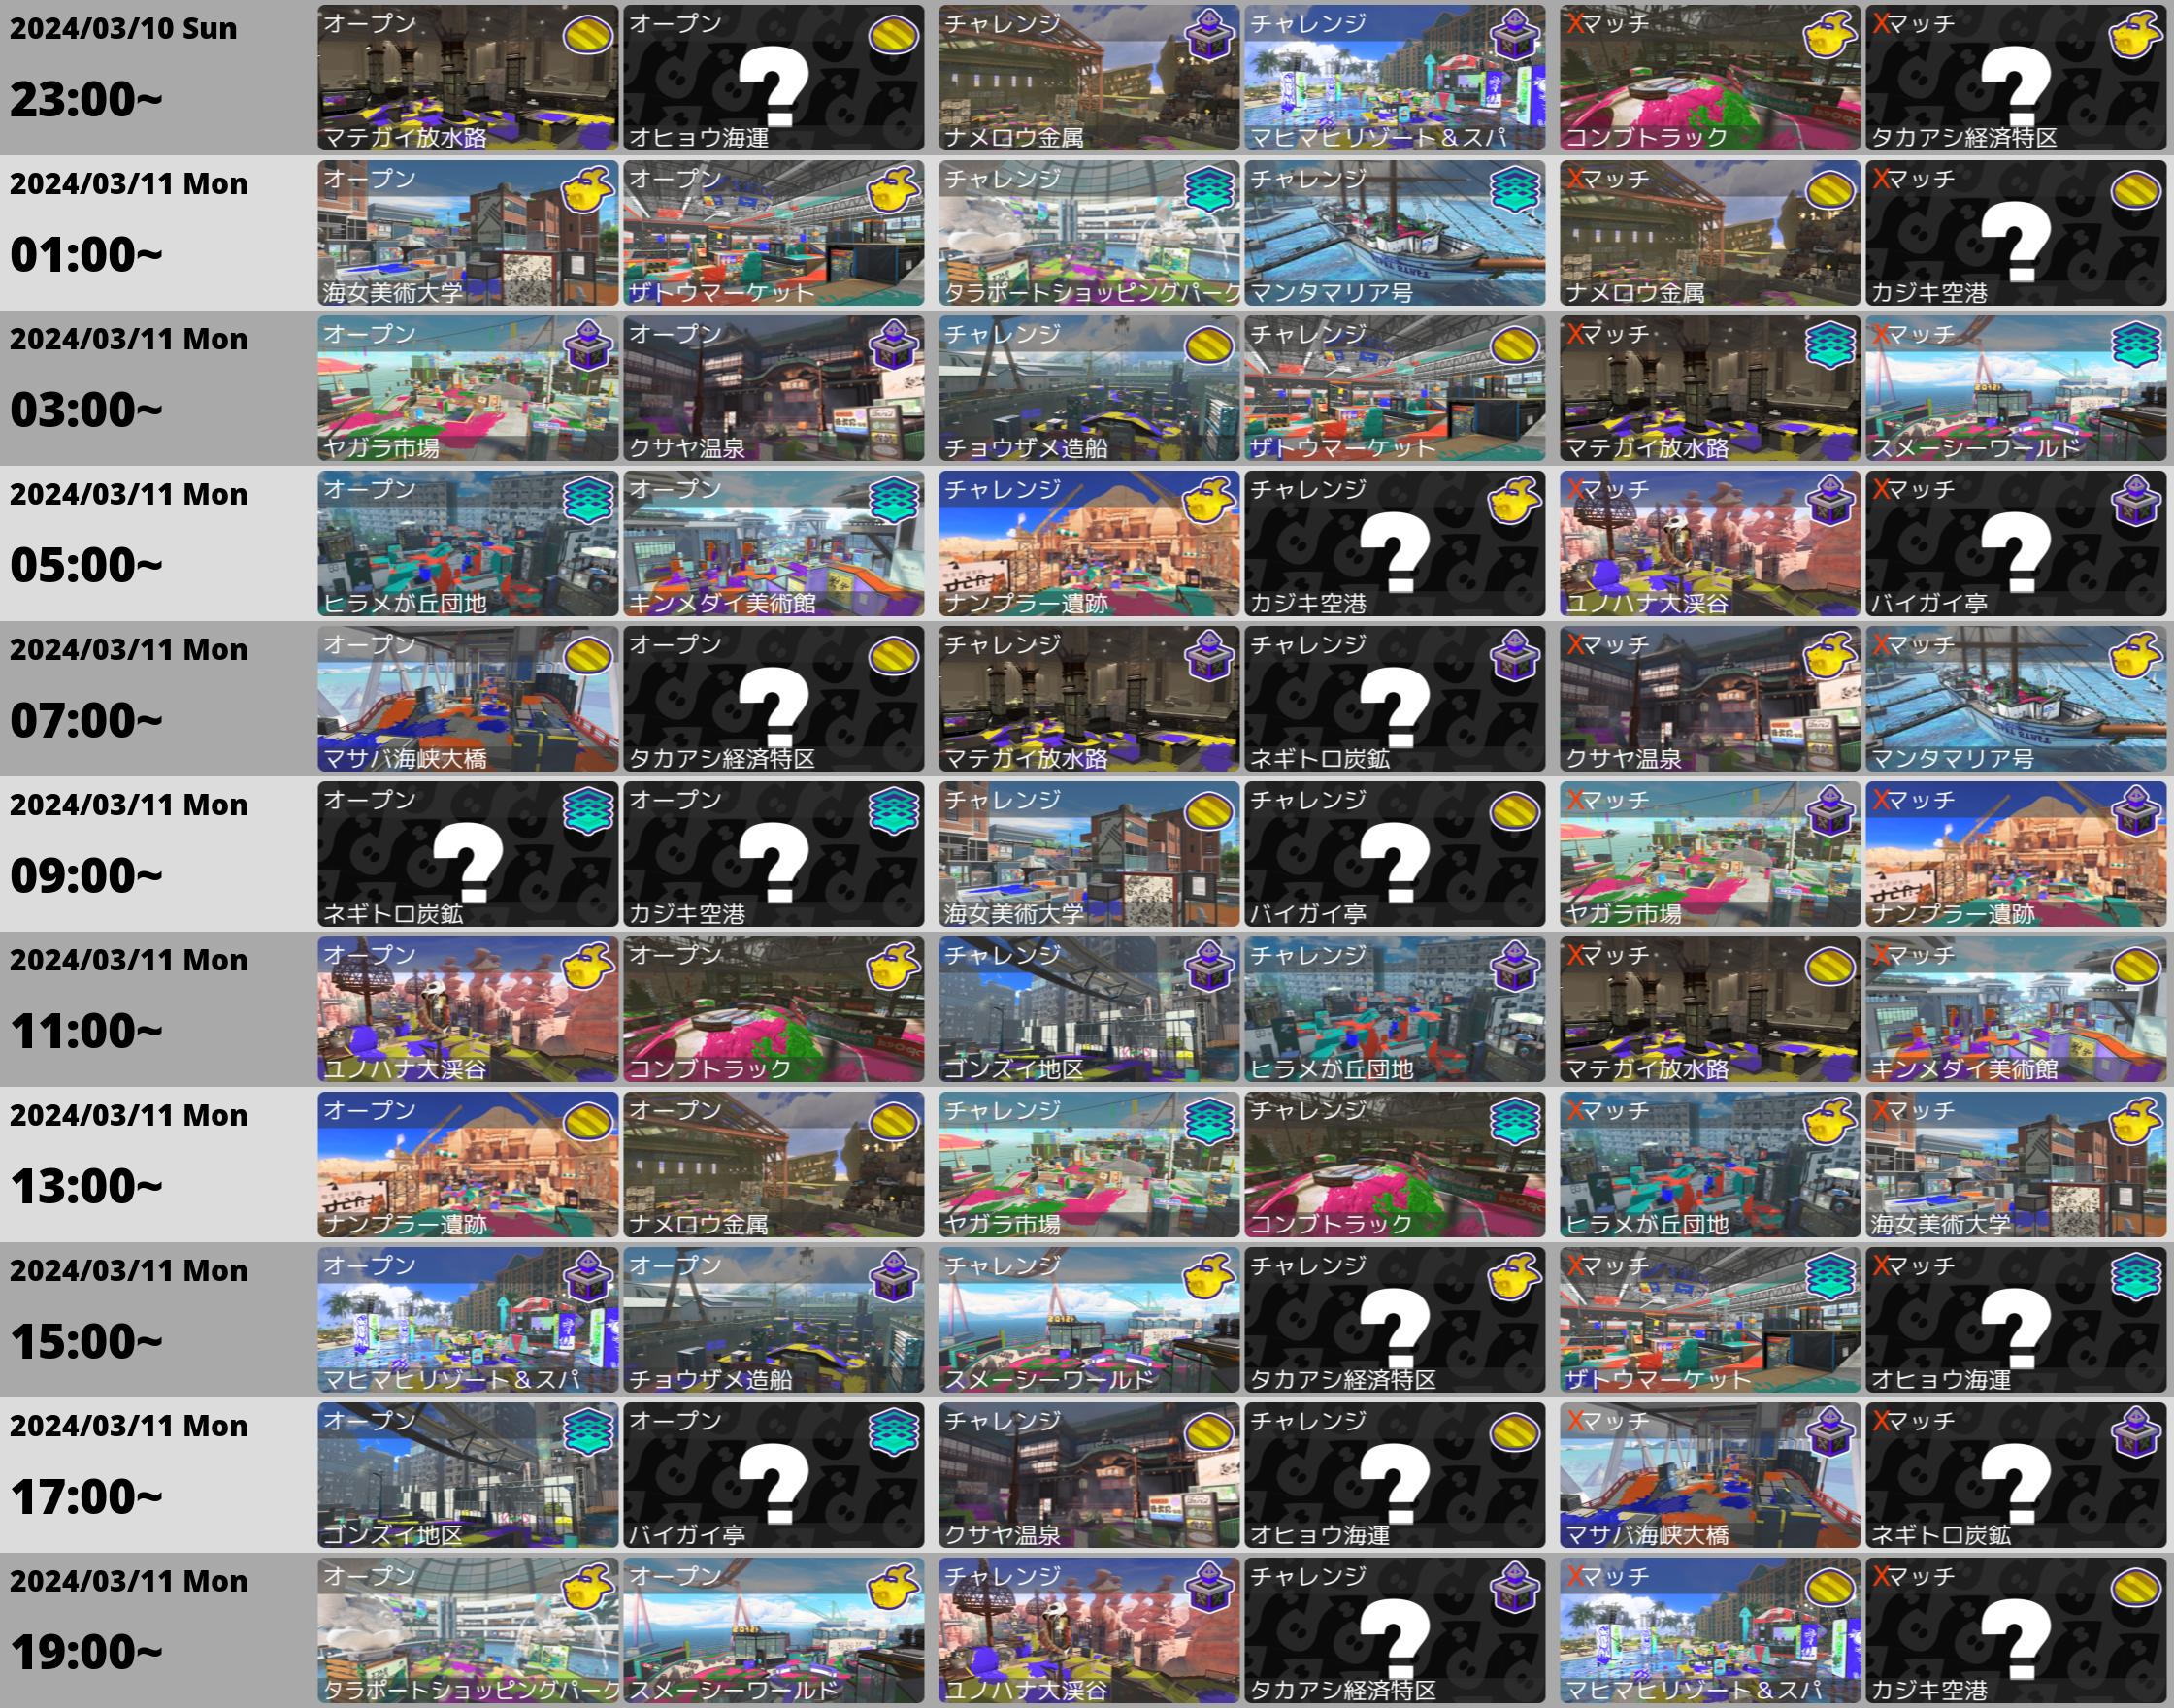 2024/03/10 Sun
23:00~
オープン
マテガイ放水路
オープン
オヒョウ海運
チャレンジ
ナメロウ金属
チャレンジ
マヒマヒリゾート＆スパ
Xマッチ
コンブトラック
Xマッチ
タカアシ経済特区
2024/03/11 Mon
01:00~
オープン
海女美術大学
オープン
ザトウマーケット
チャレンジ
タラポートショッピングパーク
チャレンジ
マンタマリア号
Xマッチ
ナメロウ金属
Xマッチ
カジキ空港
2024/03/11 Mon
03:00~
オープン
ヤガラ市場
オープン
クサヤ温泉
チャレンジ
チョウザメ造船
チャレンジ
ザトウマーケット
Xマッチ
マテガイ放水路
Xマッチ
スメーシーワールド
2024/03/11 Mon
05:00~
オープン
ヒラメが丘団地
オープン
キンメダイ美術館
チャレンジ
ナンプラー遺跡
チャレンジ
カジキ空港
Xマッチ
ユノハナ大渓谷
Xマッチ
バイガイ亭
2024/03/11 Mon
07:00~
オープン
マサバ海峡大橋
オープン
タカアシ経済特区
チャレンジ
マテガイ放水路
チャレンジ
ネギトロ炭鉱
Xマッチ
クサヤ温泉
Xマッチ
マンタマリア号
2024/03/11 Mon
09:00~
オープン
ネギトロ炭鉱
オープン
カジキ空港
チャレンジ
海女美術大学
チャレンジ
バイガイ亭
Xマッチ
ヤガラ市場
Xマッチ
ナンプラー遺跡
2024/03/11 Mon
11:00~
オープン
ユノハナ大渓谷
オープン
コンブトラック
チャレンジ
ゴンズイ地区
チャレンジ
ヒラメが丘団地
Xマッチ
マテガイ放水路
Xマッチ
キンメダイ美術館
2024/03/11 Mon
13:00~
オープン
ナンプラー遺跡
オープン
ナメロウ金属
チャレンジ
ヤガラ市場
チャレンジ
コンブトラック
Xマッチ
ヒラメが丘団地
Xマッチ
海女美術大学
2024/03/11 Mon
15:00~
オープン
マヒマヒリゾート＆スパ
オープン
チョウザメ造船
チャレンジ
スメーシーワールド
チャレンジ
タカアシ経済特区
Xマッチ
ザトウマーケット
Xマッチ
オヒョウ海運
2024/03/11 Mon
17:00~
オープン
ゴンズイ地区
オープン
バイガイ亭
チャレンジ
クサヤ温泉
チャレンジ
オヒョウ海運
Xマッチ
マサバ海峡大橋
Xマッチ
ネギトロ炭鉱
2024/03/11 Mon
19:00~
オープン
タラポートショッピングパーク
オープン
スメーシーワールド
チャレンジ
ユノハナ大渓谷
チャレンジ
タカアシ経済特区
Xマッチ
マヒマヒリゾート＆スパ
Xマッチ
カジキ空港